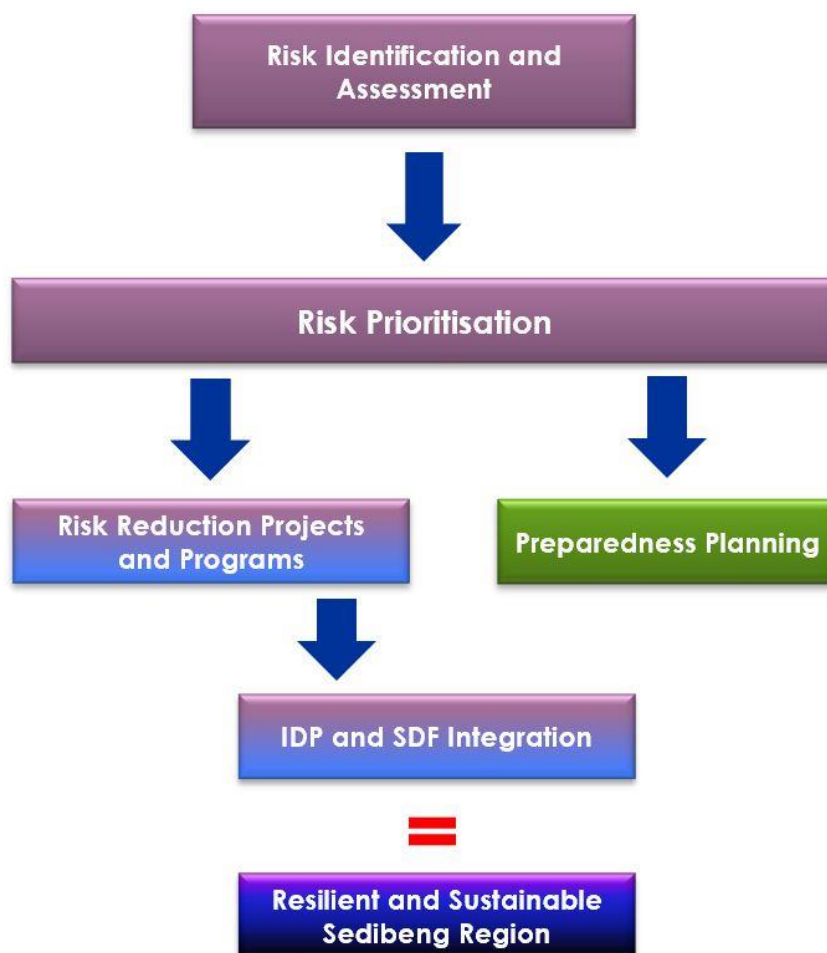 Risk Identification and
Assessment
Risk Prioritisation
Risk Reduction Projects
and Programs
Preparedness Planning
IDP and SDF Integration
=
Resilient and Sustainable
Sedibeng Region